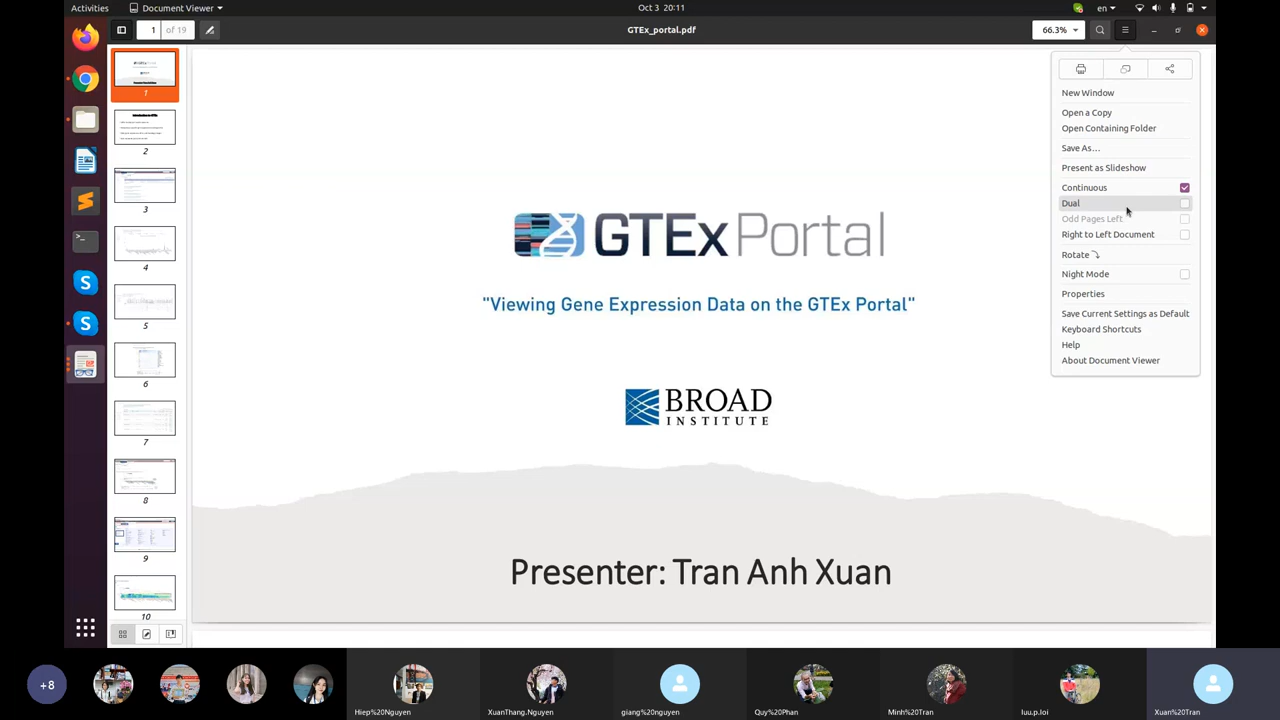 Activities
Document Viewer
Oct 3 20:11
en
1
of 19
GTEx_portal.pdf
66.3%
1
2
3
4
5
6
7
8
9
10
GTEx Portal
"Viewing Gene Expression Data on the GTEx Portal"
BROAD
INSTITUTE
Presenter: Tran Anh Xuan
New Window
Open a Copy
Open Containing Folder
Save As…
Present as Slideshow
Continuous
Dual
Odd Pages Left
Right to Left Document
Rotate
Night Mode
Properties
Save Current Settings as Default
Keyboard Shortcuts
Help
About Document Viewer
+8
Hiep%20Nguyen
XuanThang.Nguyen
giang%20nguyen
Quy%20Phan
Minh%20Tran
luu.p.loi
Xuan%20Tran